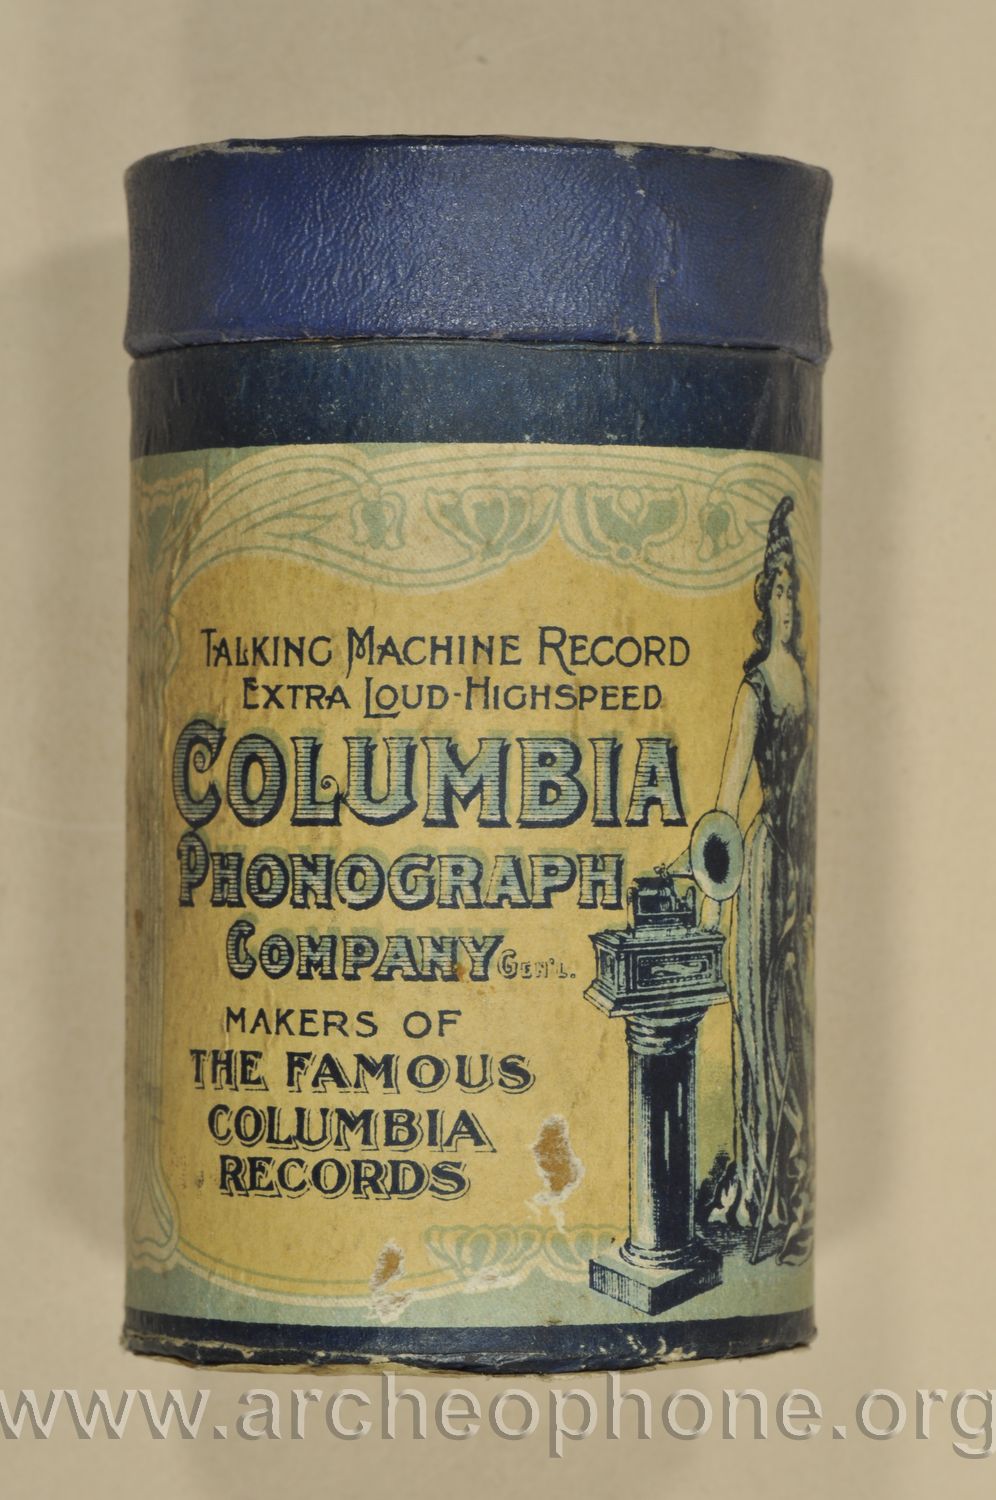 TALKING MACHINE RECORD
EXTRA LOUD-HIGHSPEED
COLUMBIA
PHONOGRAPH
COMPANY GEN'L.
MAKERS OF
THE FAMOUS
COLUMBIA
RECORDS
www.archeophone.org